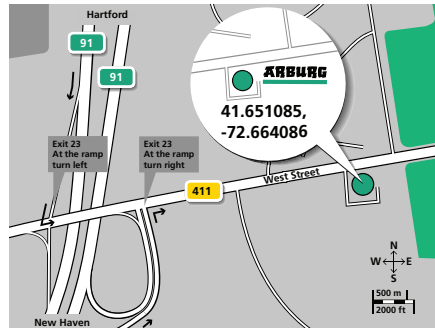 Hartford
91
91
ARBURG
41.651085,
-72.664086
Exit 23
At the ramp
turn left
Exit 23
At the ramp
turn right
411
West Street
N
W E
S
500 m
2000 ft
New Haven